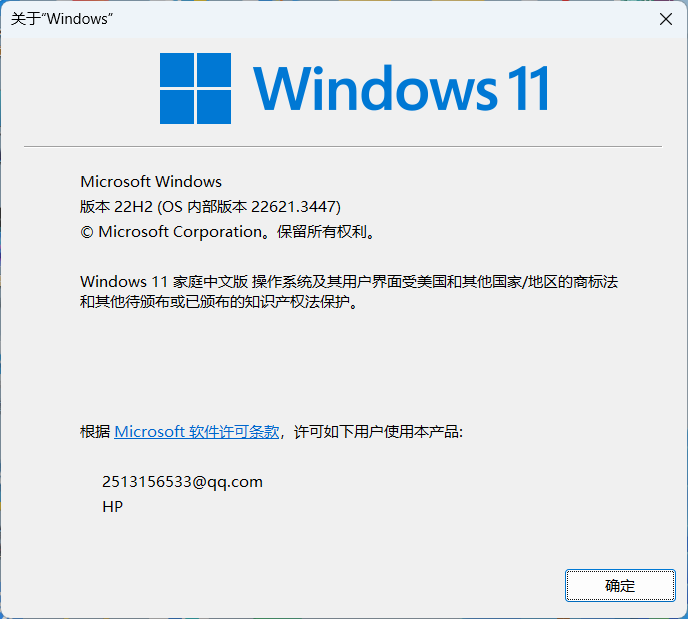 关于“Windows”
Windows 11
Microsoft Windows
版本 22H2 (OS 内部版本 22621.3447)
© Microsoft Corporation。保留所有权利。
Windows 11 家庭中文版 操作系统及其用户界面受美国和其他国家/地区的商标法
和其他待颁布或已颁布的知识产权法保护。
根据 Microsoft 软件许可条款，许可如下用户使用本产品:
2513156533@qq.com
HP
确定